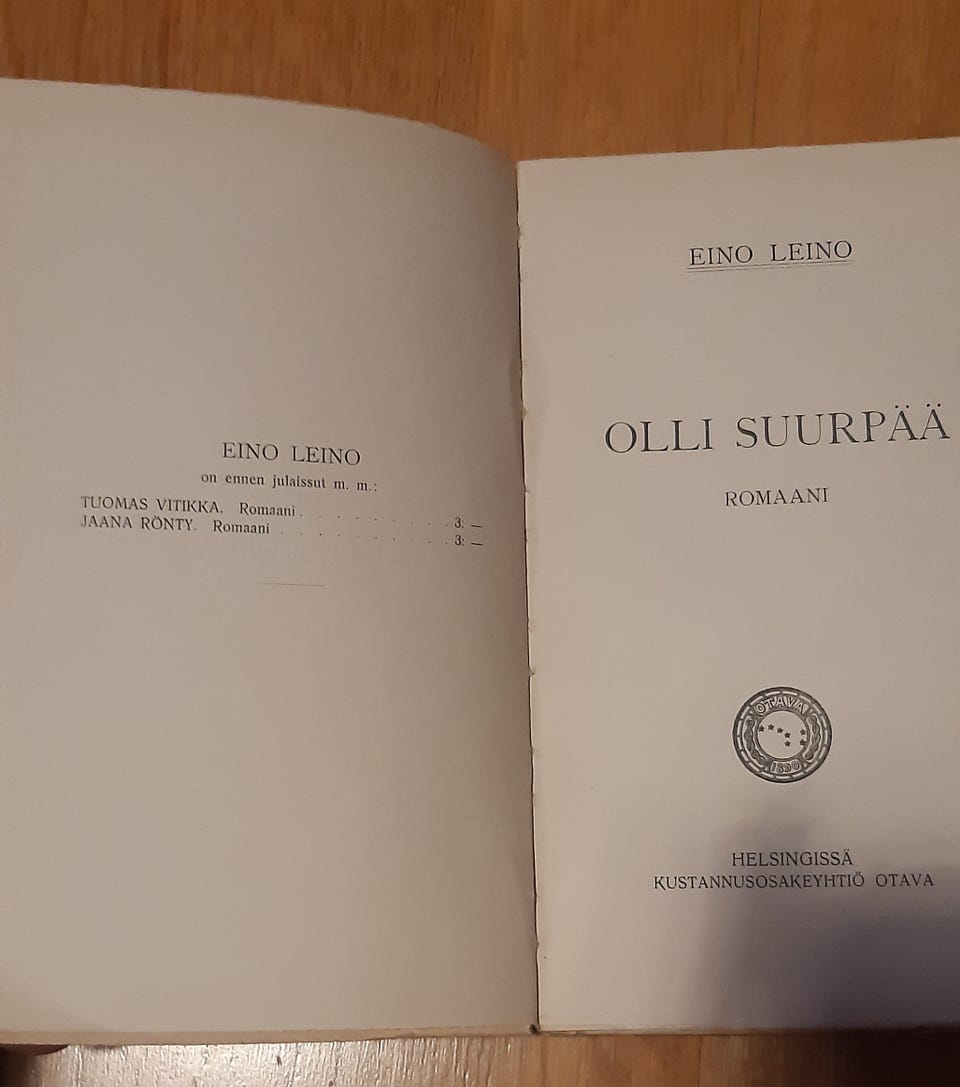 EINO LEINO
on ennen julaissut m. m.:
TUOMAS VITIKKA. Romaani . . . . . . . . . 3: —
JAANA RÖNTY. Romaani . . . . . . . . . . 3: —
EINO LEINO
OLLI SUURPÄÄ
ROMAANI
OTAVA
1890
HELSINGISSÄ
KUSTANNUSOSAKEYHTIÖ OTAVA